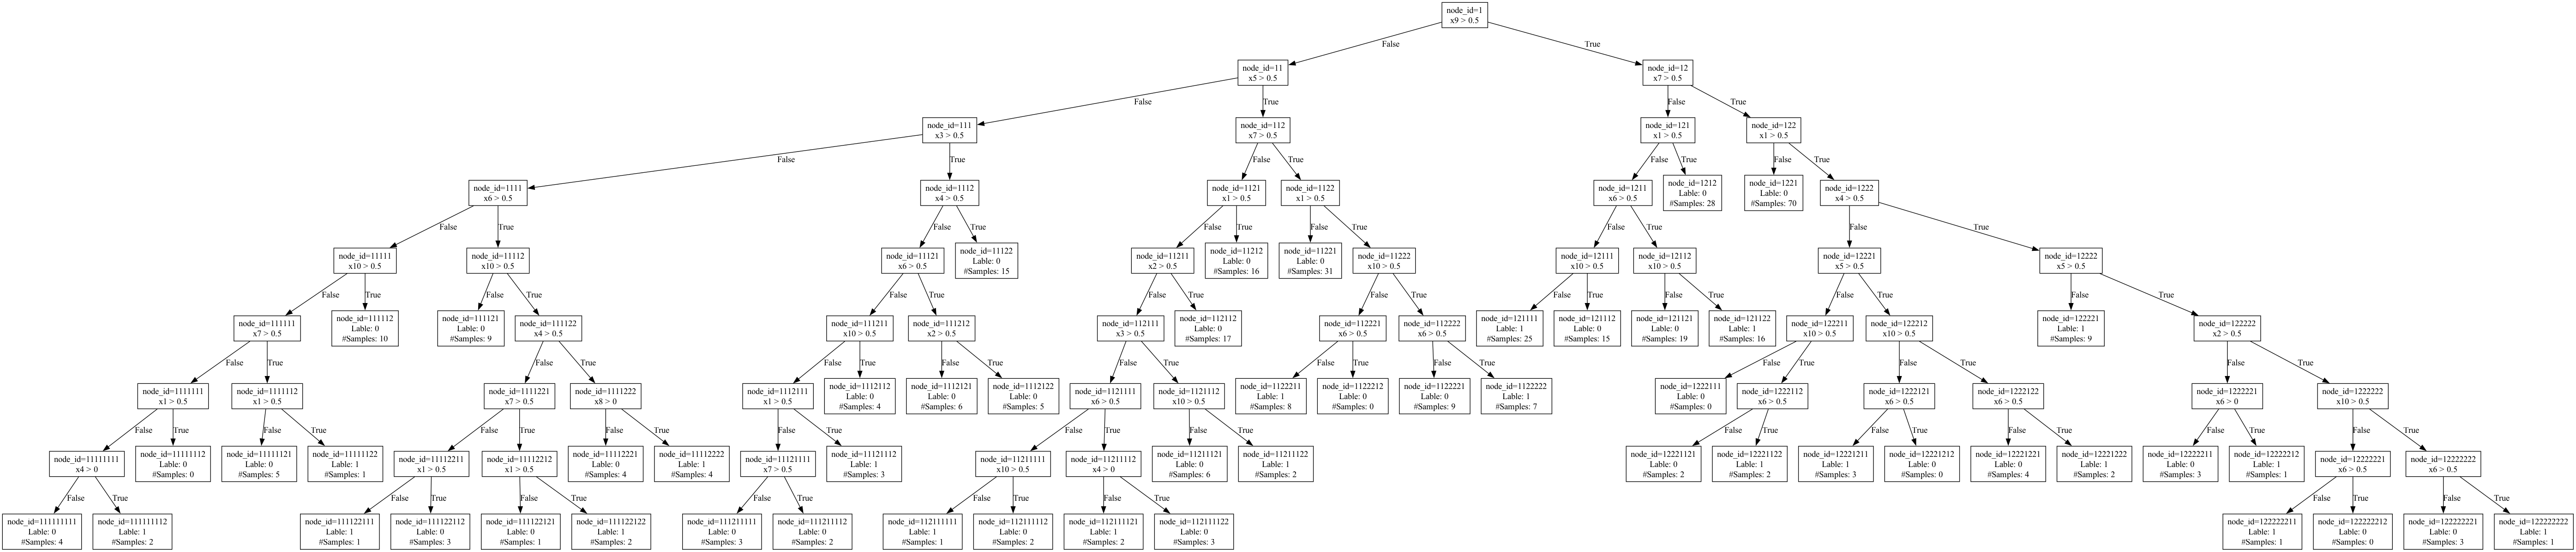 node_id=1
x9 > 0.5
False
True
node_id=11
x5 > 0.5
node_id=12
x7 > 0.5
False
True
False
True
node_id=111
x3 > 0.5
node_id=112
x7 > 0.5
node_id=121
x1 > 0.5
node_id=122
x1 > 0.5
False
True
False
True
False
True
False
True
node_id=1111
x6 > 0.5
node_id=1112
x4 > 0.5
node_id=1121
x1 > 0.5
node_id=1122
x1 > 0.5
node_id=1211
x6 > 0.5
node_id=1212
Lable: 0
#Samples: 28
node_id=1221
Lable: 0
#Samples: 70
node_id=1222
x4 > 0.5
False
True
False
True
False
True
False
True
False
True
False
True
node_id=11111
x10 > 0.5
node_id=11112
x10 > 0.5
node_id=11121
x6 > 0.5
node_id=11122
Lable: 0
#Samples: 15
node_id=11211
x2 > 0.5
node_id=11212
Lable: 0
#Samples: 16
node_id=11221
Lable: 0
#Samples: 31
node_id=11222
x10 > 0.5
node_id=12111
x10 > 0.5
node_id=12112
x10 > 0.5
node_id=12221
x5 > 0.5
node_id=12222
x5 > 0.5
False
True
False
True
False
True
False
True
False
True
False
True
False
True
False
True
False
True
node_id=111111
x7 > 0.5
node_id=111112
Lable: 0
#Samples: 10
node_id=111121
Lable: 0
#Samples: 9
node_id=111122
x4 > 0.5
node_id=111211
x10 > 0.5
node_id=111212
x2 > 0.5
node_id=112111
x3 > 0.5
node_id=112112
Lable: 0
#Samples: 17
node_id=112221
x6 > 0.5
node_id=112222
x6 > 0.5
node_id=121111
Lable: 1
#Samples: 25
node_id=121112
Lable: 0
#Samples: 15
node_id=121121
Lable: 0
#Samples: 19
node_id=121122
Lable: 1
#Samples: 16
node_id=122211
x10 > 0.5
node_id=122212
x10 > 0.5
node_id=122221
Lable: 1
#Samples: 9
node_id=122222
x2 > 0.5
False
True
False
True
False
True
False
True
False
True
False
True
False
True
False
True
False
True
False
True
node_id=1111111
x1 > 0.5
node_id=1111112
x1 > 0.5
node_id=1111221
x7 > 0.5
node_id=1111222
x8 > 0
node_id=1112111
x1 > 0.5
node_id=1112112
Lable: 0
#Samples: 4
node_id=1112121
Lable: 0
#Samples: 6
node_id=1112122
Lable: 0
#Samples: 5
node_id=1121111
x6 > 0.5
node_id=1121112
x10 > 0.5
node_id=1122211
Lable: 1
#Samples: 8
node_id=1122212
Lable: 0
#Samples: 0
node_id=1122221
Lable: 0
#Samples: 9
node_id=1122222
Lable: 1
#Samples: 7
node_id=1222111
Lable: 0
#Samples: 0
node_id=1222112
x6 > 0.5
node_id=1222121
x6 > 0.5
node_id=1222122
x6 > 0.5
node_id=1222221
x6 > 0
node_id=1222222
x10 > 0.5
False
True
False
True
False
True
False
True
False
True
False
True
False
True
False
True
False
True
False
True
False
True
False
True
node_id=11111111
x4 > 0
node_id=11111112
Lable: 0
#Samples: 0
node_id=11111121
Lable: 0
#Samples: 5
node_id=11111122
Lable: 1
#Samples: 1
node_id=11112211
x1 > 0.5
node_id=11112212
x1 > 0.5
node_id=11112221
Lable: 0
#Samples: 4
node_id=11112222
Lable: 1
#Samples: 4
node_id=11121111
x7 > 0.5
node_id=11121112
Lable: 1
#Samples: 3
node_id=11211111
x10 > 0.5
node_id=11211112
x4 > 0
node_id=11211121
Lable: 0
#Samples: 6
node_id=11211122
Lable: 1
#Samples: 2
node_id=12221121
Lable: 0
#Samples: 2
node_id=12221122
Lable: 1
#Samples: 2
node_id=12221211
Lable: 1
#Samples: 3
node_id=12221212
Lable: 0
#Samples: 0
node_id=12221221
Lable: 0
#Samples: 4
node_id=12221222
Lable: 1
#Samples: 2
node_id=12222211
Lable: 0
#Samples: 3
node_id=12222212
Lable: 1
#Samples: 1
node_id=12222221
x6 > 0.5
node_id=12222222
x6 > 0.5
False
True
False
True
False
True
False
True
False
True
False
True
False
True
False
True
node_id=111111111
Lable: 0
#Samples: 4
node_id=111111112
Lable: 1
#Samples: 2
node_id=111122111
Lable: 1
#Samples: 1
node_id=111122112
Lable: 0
#Samples: 3
node_id=111122121
Lable: 0
#Samples: 1
node_id=111122122
Lable: 1
#Samples: 2
node_id=111211111
Lable: 0
#Samples: 3
node_id=111211112
Lable: 0
#Samples: 2
node_id=112111111
Lable: 1
#Samples: 1
node_id=112111112
Lable: 0
#Samples: 2
node_id=112111121
Lable: 1
#Samples: 2
node_id=112111122
Lable: 0
#Samples: 3
node_id=122222211
Lable: 1
#Samples: 1
node_id=122222212
Lable: 0
#Samples: 0
node_id=122222221
Lable: 0
#Samples: 3
node_id=122222222
Lable: 1
#Samples: 1